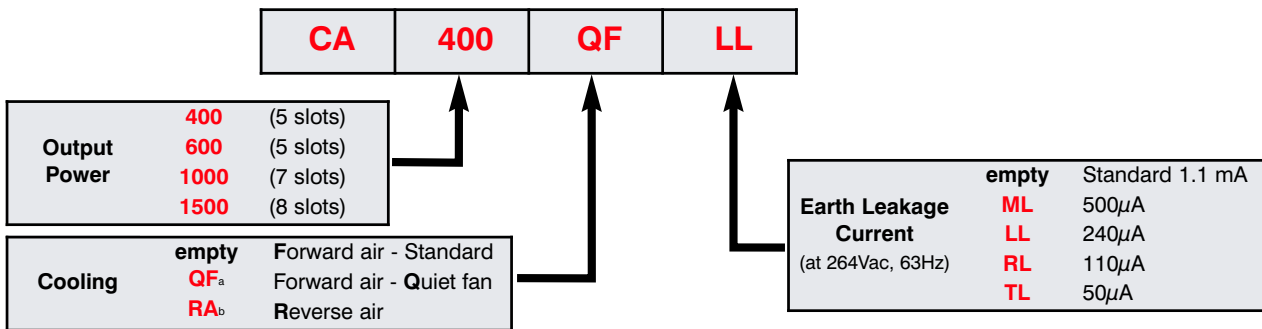 CA 400 QF LL
Output Power
400 (5 slots)
600 (5 slots)
1000 (7 slots)
1500 (8 slots)
Cooling
empty Forward air - Standard
QFa Forward air - Quiet fan
RAb Reverse air
Earth Leakage Current
(at 264Vac, 63Hz)
empty Standard 1.1 mA
ML 500µA
LL 240µA
RL 110µA
TL 50µA